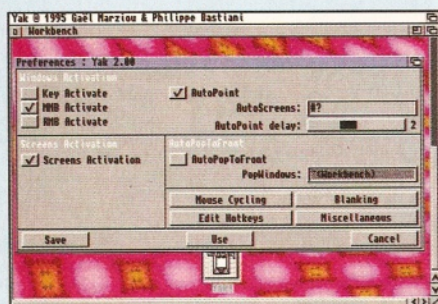 Yak © 1995 Gaël Marziou & Philippe Bastiani
Workbench
Preferences : Yak 2.00
Windows Activation
Key Activate
MMB Activate
RMB Activate
AutoPoint
AutoScreens: #?
AutoPoint delay: 2
Screens Activation
Screens Activation
AutoPopToFront
AutoPopToFront
PopWindows: ~(Workbench)
Mouse Cycling
Blanking
Edit Hotkeys
Miscellaneous
Save
Use
Cancel